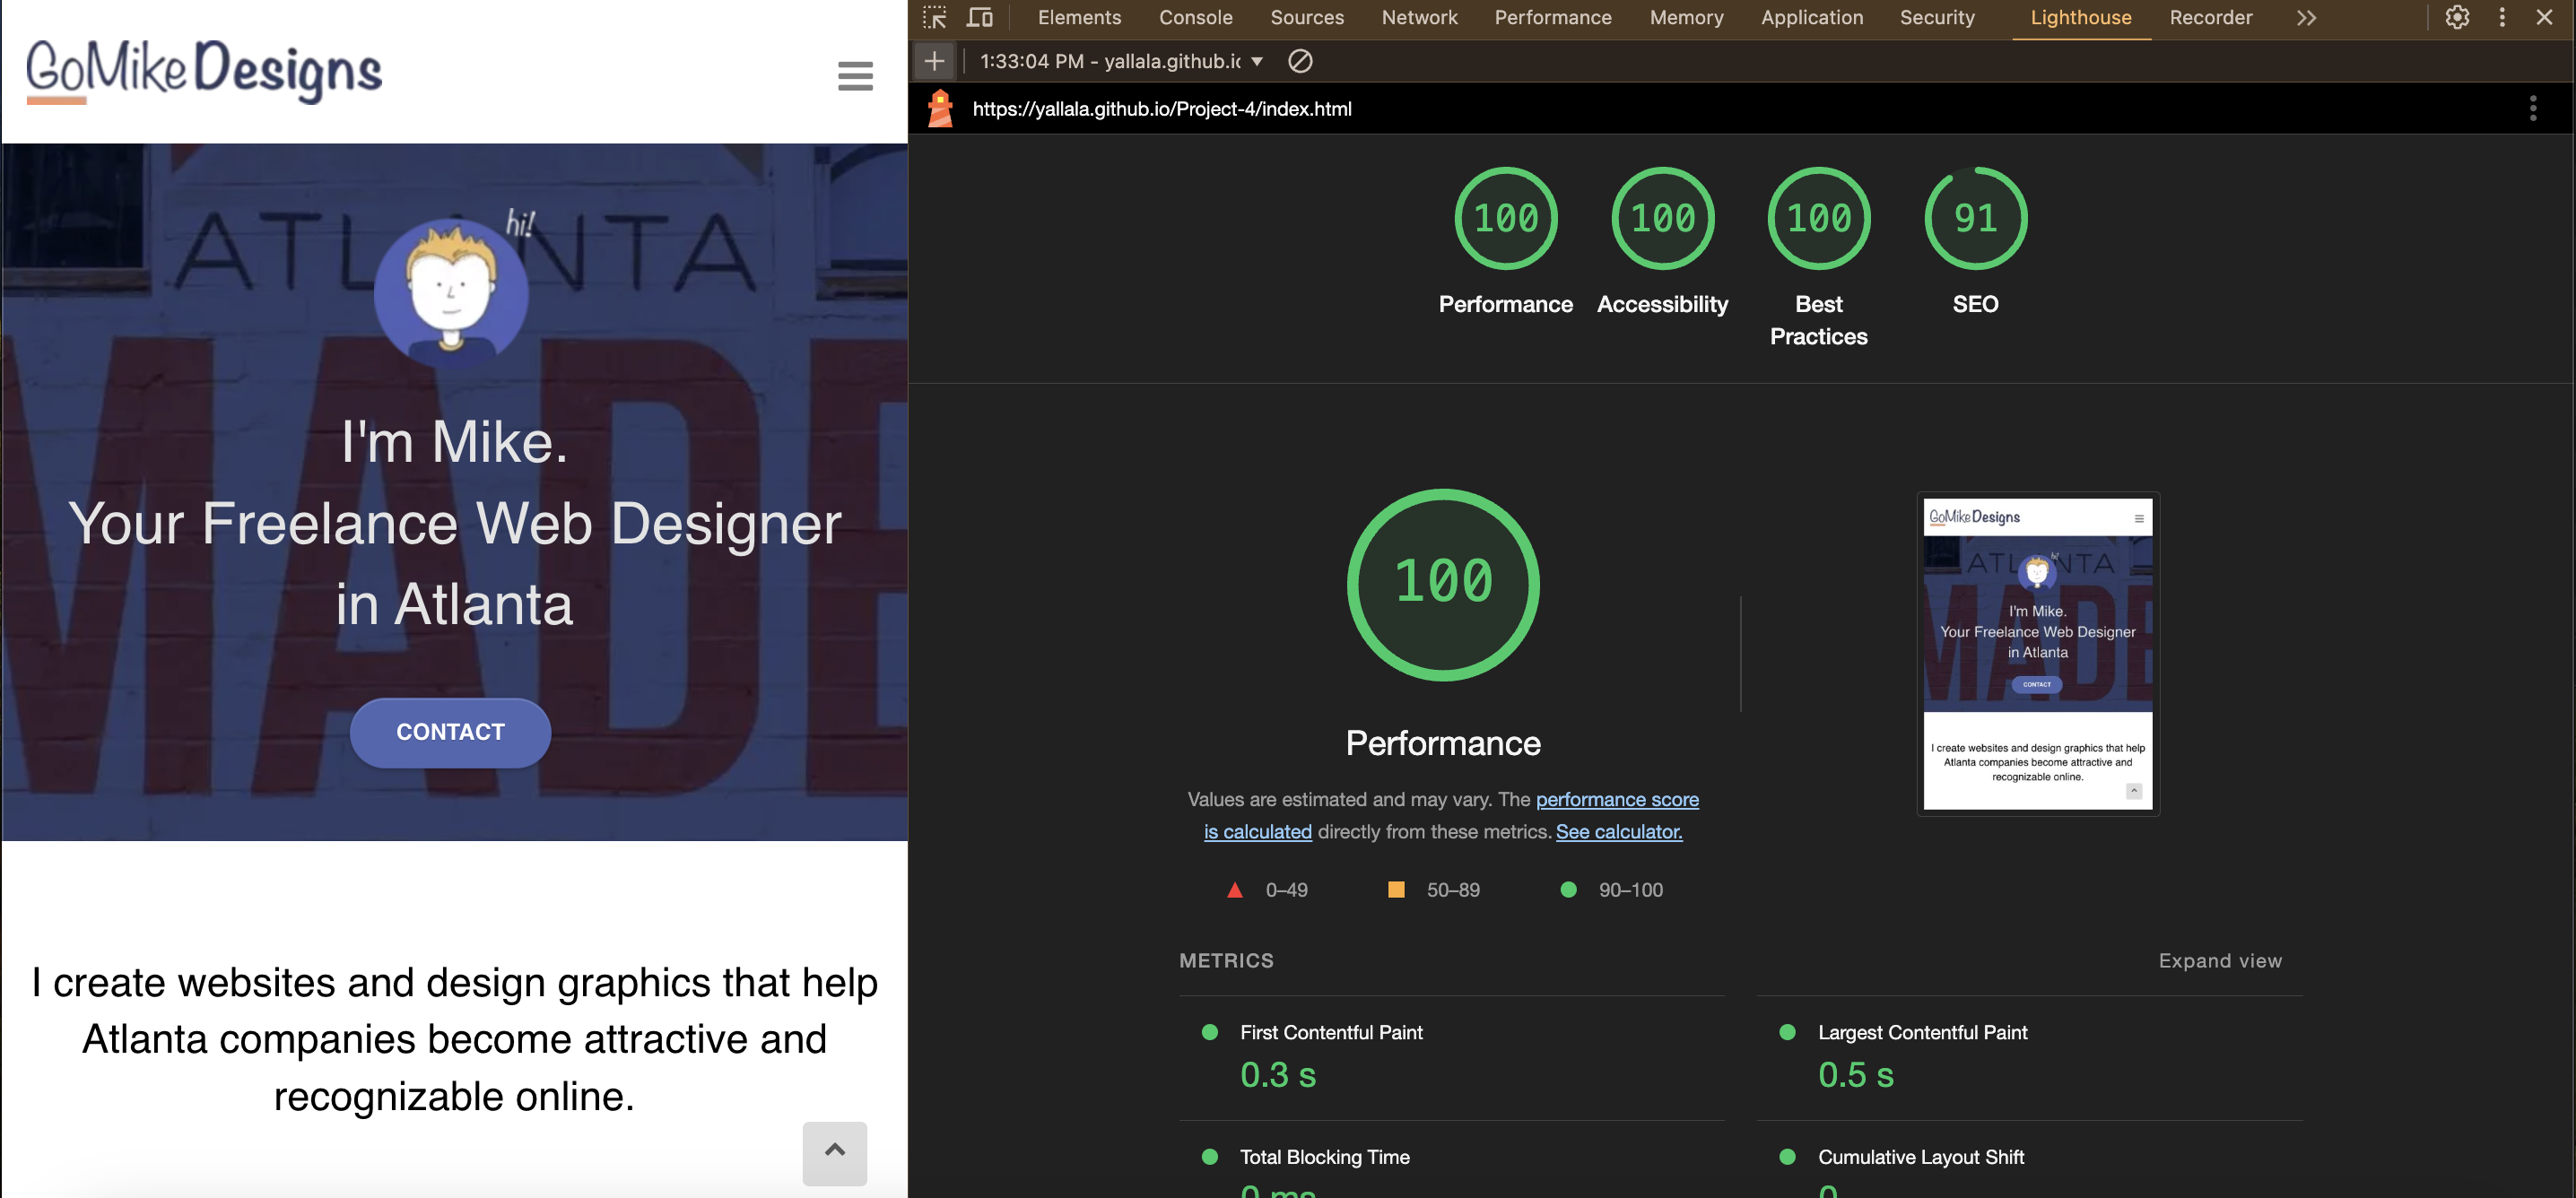 GoMike Designs
ATLANTA
hi!
MADE
I'm Mike.
Your Freelance Web Designer
in Atlanta
CONTACT
I create websites and design graphics that help
Atlanta companies become attractive and
recognizable online.
Elements Console Sources Network Performance Memory Application Security Lighthouse Recorder
1:33:04 PM - yallala.github.ic
https://yallala.github.io/Project-4/index.html
100 100 100 91
Performance Accessibility Best Practices SEO
100
Performance
Values are estimated and may vary. The performance score
is calculated directly from these metrics. See calculator.
0–49 50–89 90–100
GoMike Designs
ATLANTA
hi!
MADE
I'm Mike.
Your Freelance Web Designer
in Atlanta
CONTACT
I create websites and design graphics that help
Atlanta companies become attractive and
recognizable online.
METRICS Expand view
First Contentful Paint
0.3 s
Largest Contentful Paint
0.5 s
Total Blocking Time
0 ms
Cumulative Layout Shift
0